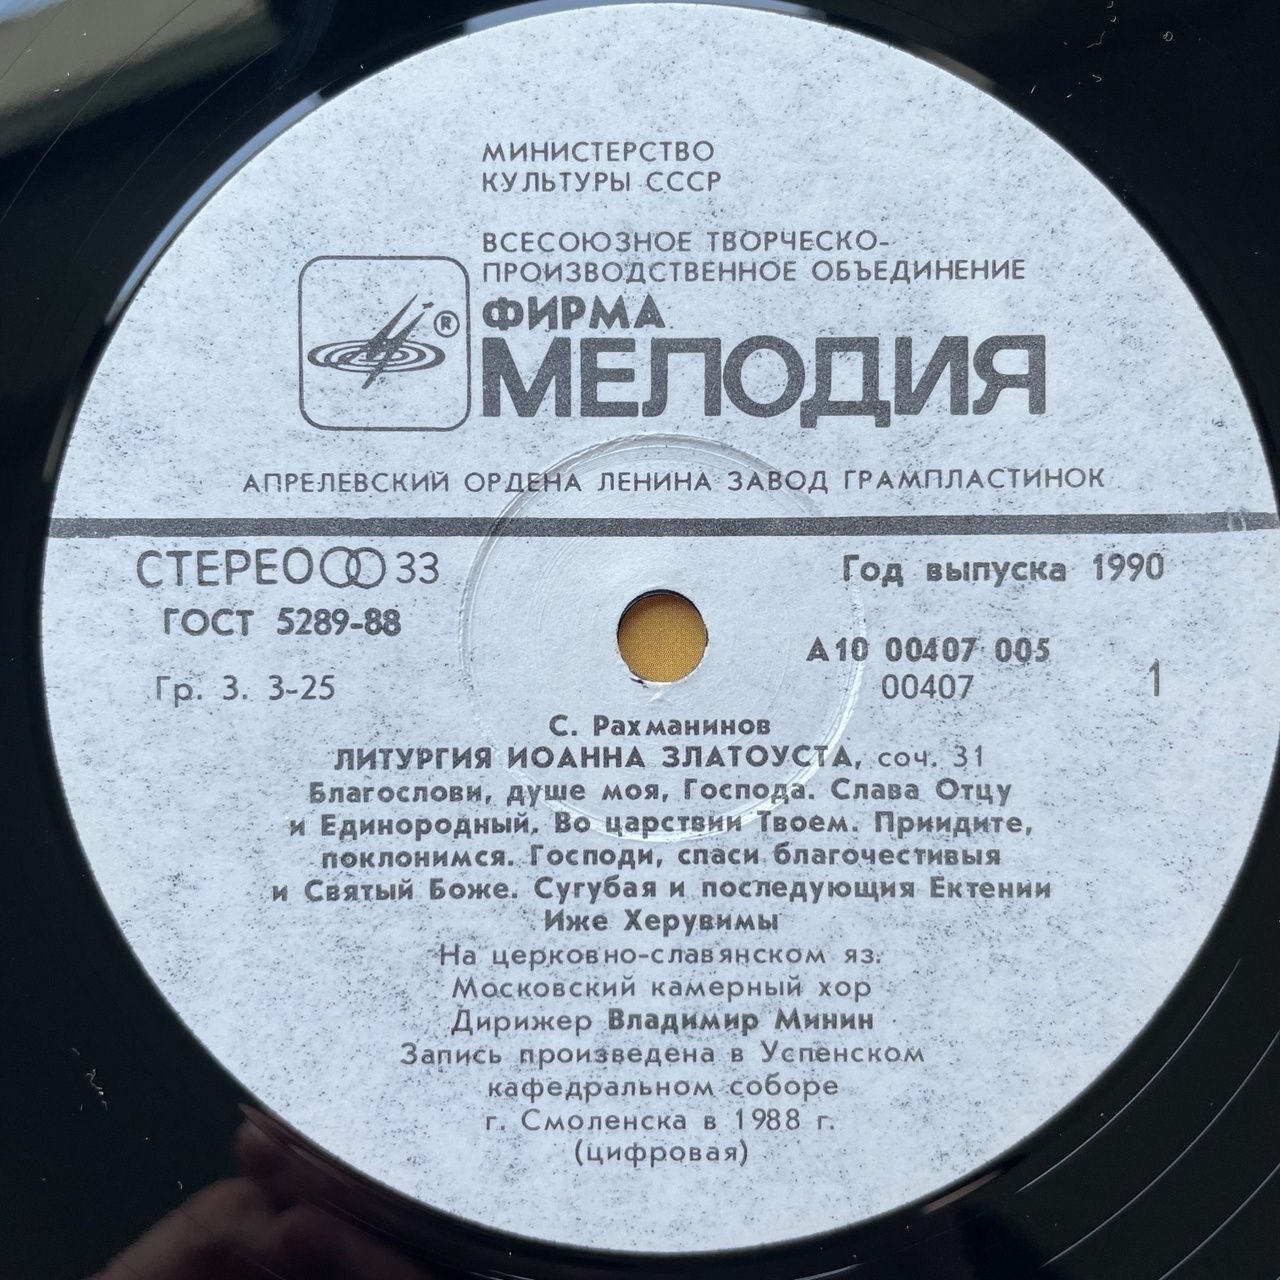 МИНИСТЕРСТВО
КУЛЬТУРЫ СССР
ВСЕСОЮЗНОЕ ТВОРЧЕСКО-
ПРОИЗВОДСТВЕННОЕ ОБЪЕДИНЕНИЕ
ФИРМА
®
МЕЛОДИЯ
АПРЕЛЕВСКИЙ ОРДЕНА ЛЕНИНА ЗАВОД ГРАМПЛАСТИНОК
СТЕРЕО 33
Год выпуска 1990
ГОСТ 5289-88
А10 00407 005
Гр. 3. 3-25
00407
1
С. Рахманинов
ЛИТУРГИЯ ИОАННА ЗЛАТОУСТА, соч. 31
Благослови, душе моя, Господа. Слава Отцу
и Единородный. Во царствии Твоем. Приидите,
поклонимся. Господи, спаси благочестивыя
и Святый Боже. Сугубая и последующия Ектении
Иже Херувимы
На церковно-славянском яз.
Московский камерный хор
Дирижер Владимир Минин
Запись произведена в Успенском
кафедральном соборе
г. Смоленска в 1988 г.
(цифровая)